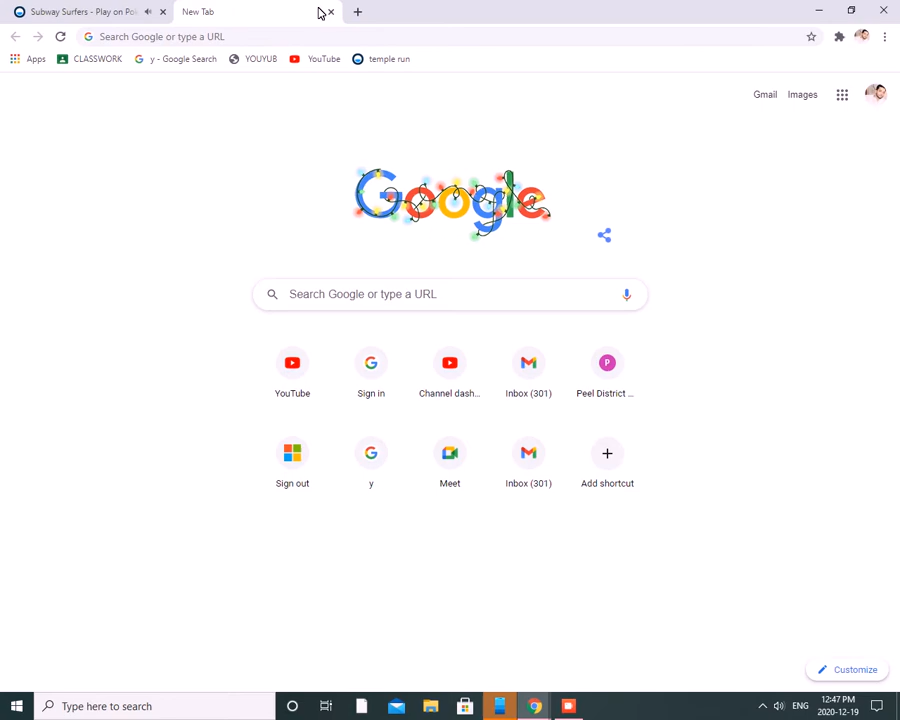 Subway Surfers - Play on Pok
New Tab
Search Google or type a URL
Apps CLASSWORK y - Google Search YOUYUB YouTube temple run
Gmail Images
Google
Search Google or type a URL
YouTube Sign in Channel dash... Inbox (301) P Peel District ...
Sign out y Meet Inbox (301) Add shortcut
Customize
Type here to search
ENG
12:47 PM
2020-12-19